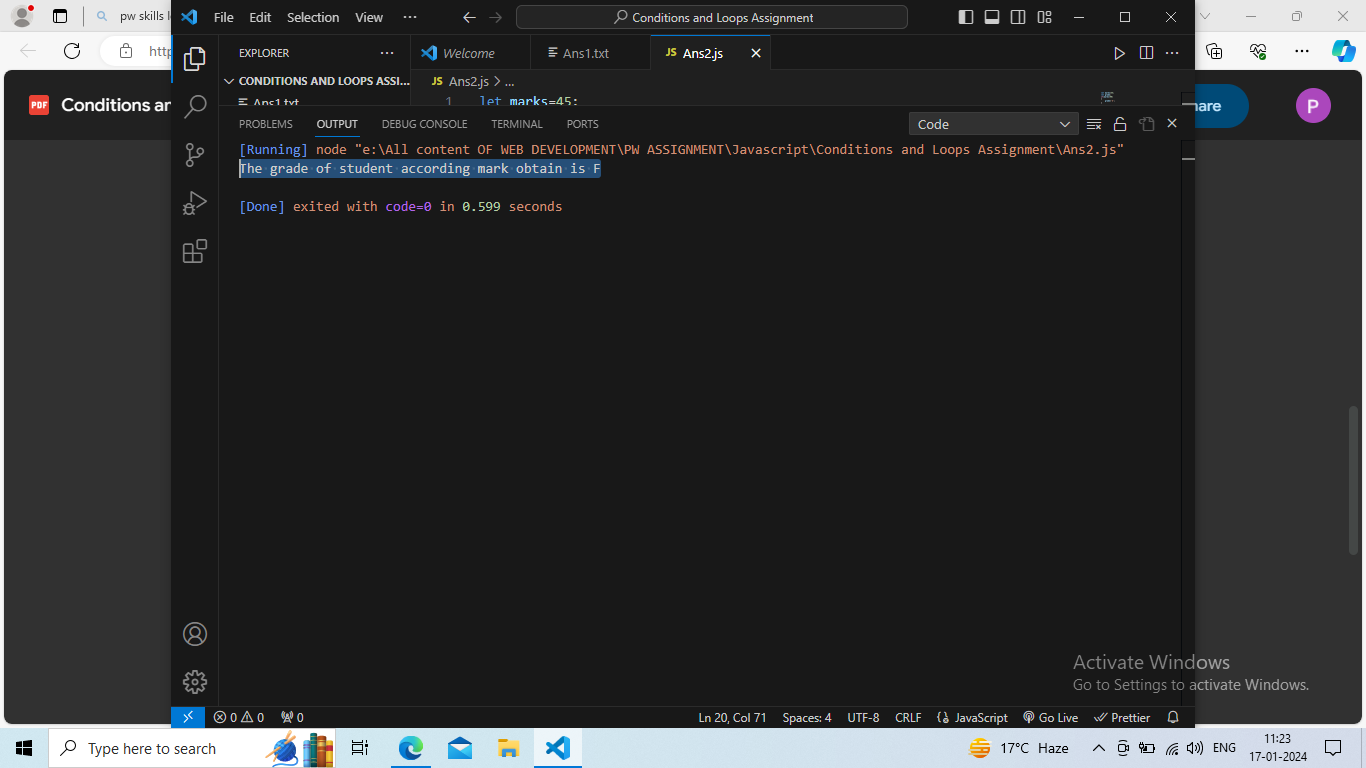 pw skills l
File Edit Selection View
Conditions and Loops Assignment
http
EXPLORER
Welcome
Ans1.txt
JS Ans2.js
CONDITIONS AND LOOPS ASSI...
JS Ans2.js > ...
PDF Conditions an
Ans1.txt
1 let marks=45;
are
P
PROBLEMS OUTPUT DEBUG CONSOLE TERMINAL PORTS
Code
[Running] node "e:\All content OF WEB DEVELOPMENT\PW ASSIGNMENT\Javascript\Conditions and Loops Assignment\Ans2.js"
The grade of student according mark obtain is F
[Done] exited with code=0 in 0.599 seconds
Activate Windows
Go to Settings to activate Windows.
0 0 0
Ln 20, Col 71 Spaces: 4 UTF-8 CRLF JavaScript Go Live Prettier
Type here to search
17°C Haze
ENG
11:23
17-01-2024